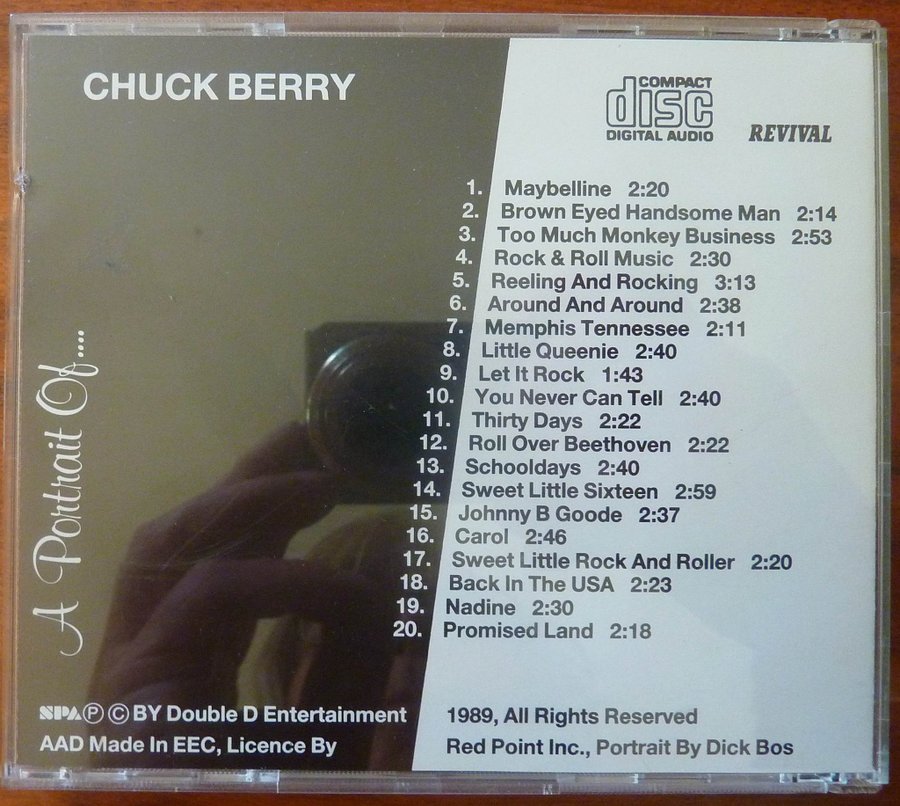 CHUCK BERRY
COMPACT
disc
DIGITAL AUDIO
REVIVAL
1. Maybelline 2:20
2. Brown Eyed Handsome Man 2:14
3. Too Much Monkey Business 2:53
4. Rock & Roll Music 2:30
5. Reeling And Rocking 3:13
6. Around And Around 2:38
7. Memphis Tennessee 2:11
8. Little Queenie 2:40
9. Let It Rock 1:43
10. You Never Can Tell 2:40
11. Thirty Days 2:22
12. Roll Over Beethoven 2:22
13. Schooldays 2:40
14. Sweet Little Sixteen 2:59
15. Johnny B Goode 2:37
16. Carol 2:46
17. Sweet Little Rock And Roller 2:20
18. Back In The USA 2:23
19. Nadine 2:30
20. Promised Land 2:18
A Portrait Of....
SPA Ⓟ © BY Double D Entertainment 1989, All Rights Reserved
AAD Made In EEC, Licence By Red Point Inc., Portrait By Dick Bos